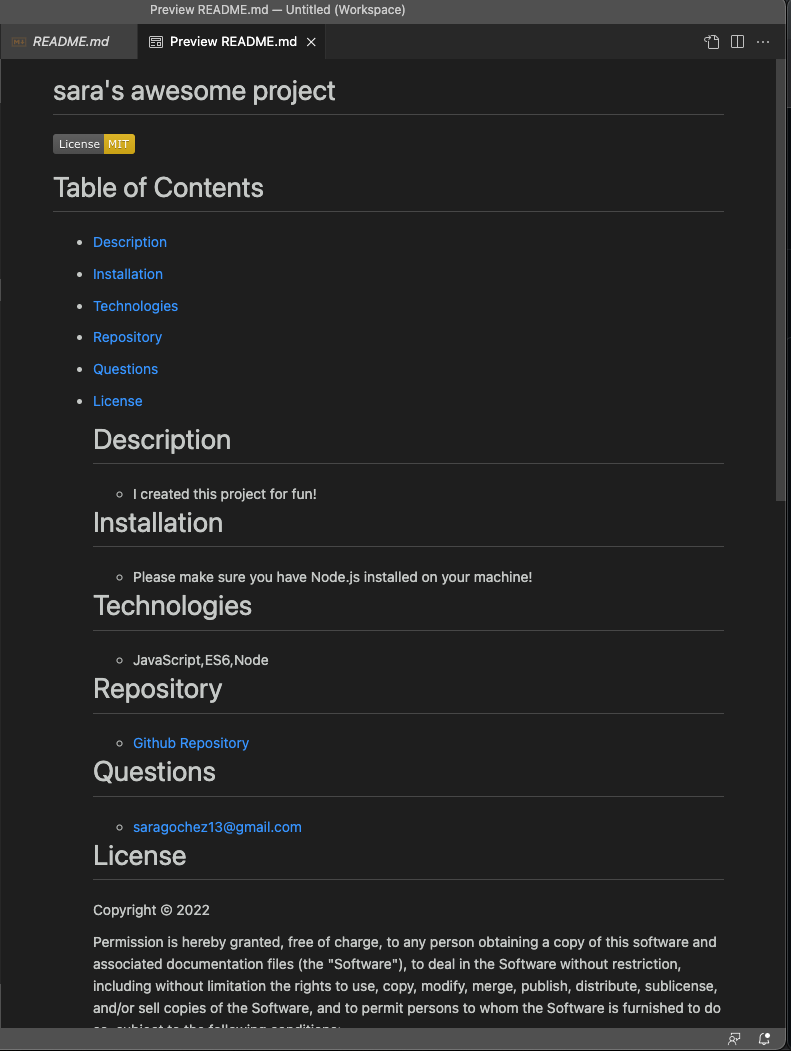 Preview README.md — Untitled (Workspace)
README.md
Preview README.md
sara's awesome project
License MIT
Table of Contents
Description
Installation
Technologies
Repository
Questions
License
Description
I created this project for fun!
Installation
Please make sure you have Node.js installed on your machine!
Technologies
JavaScript,ES6,Node
Repository
Github Repository
Questions
saragochez13@gmail.com
License
Copyright © 2022
Permission is hereby granted, free of charge, to any person obtaining a copy of this software and
associated documentation files (the "Software"), to deal in the Software without restriction,
including without limitation the rights to use, copy, modify, merge, publish, distribute, sublicense,
and/or sell copies of the Software, and to permit persons to whom the Software is furnished to do
so, subject to the following conditions: